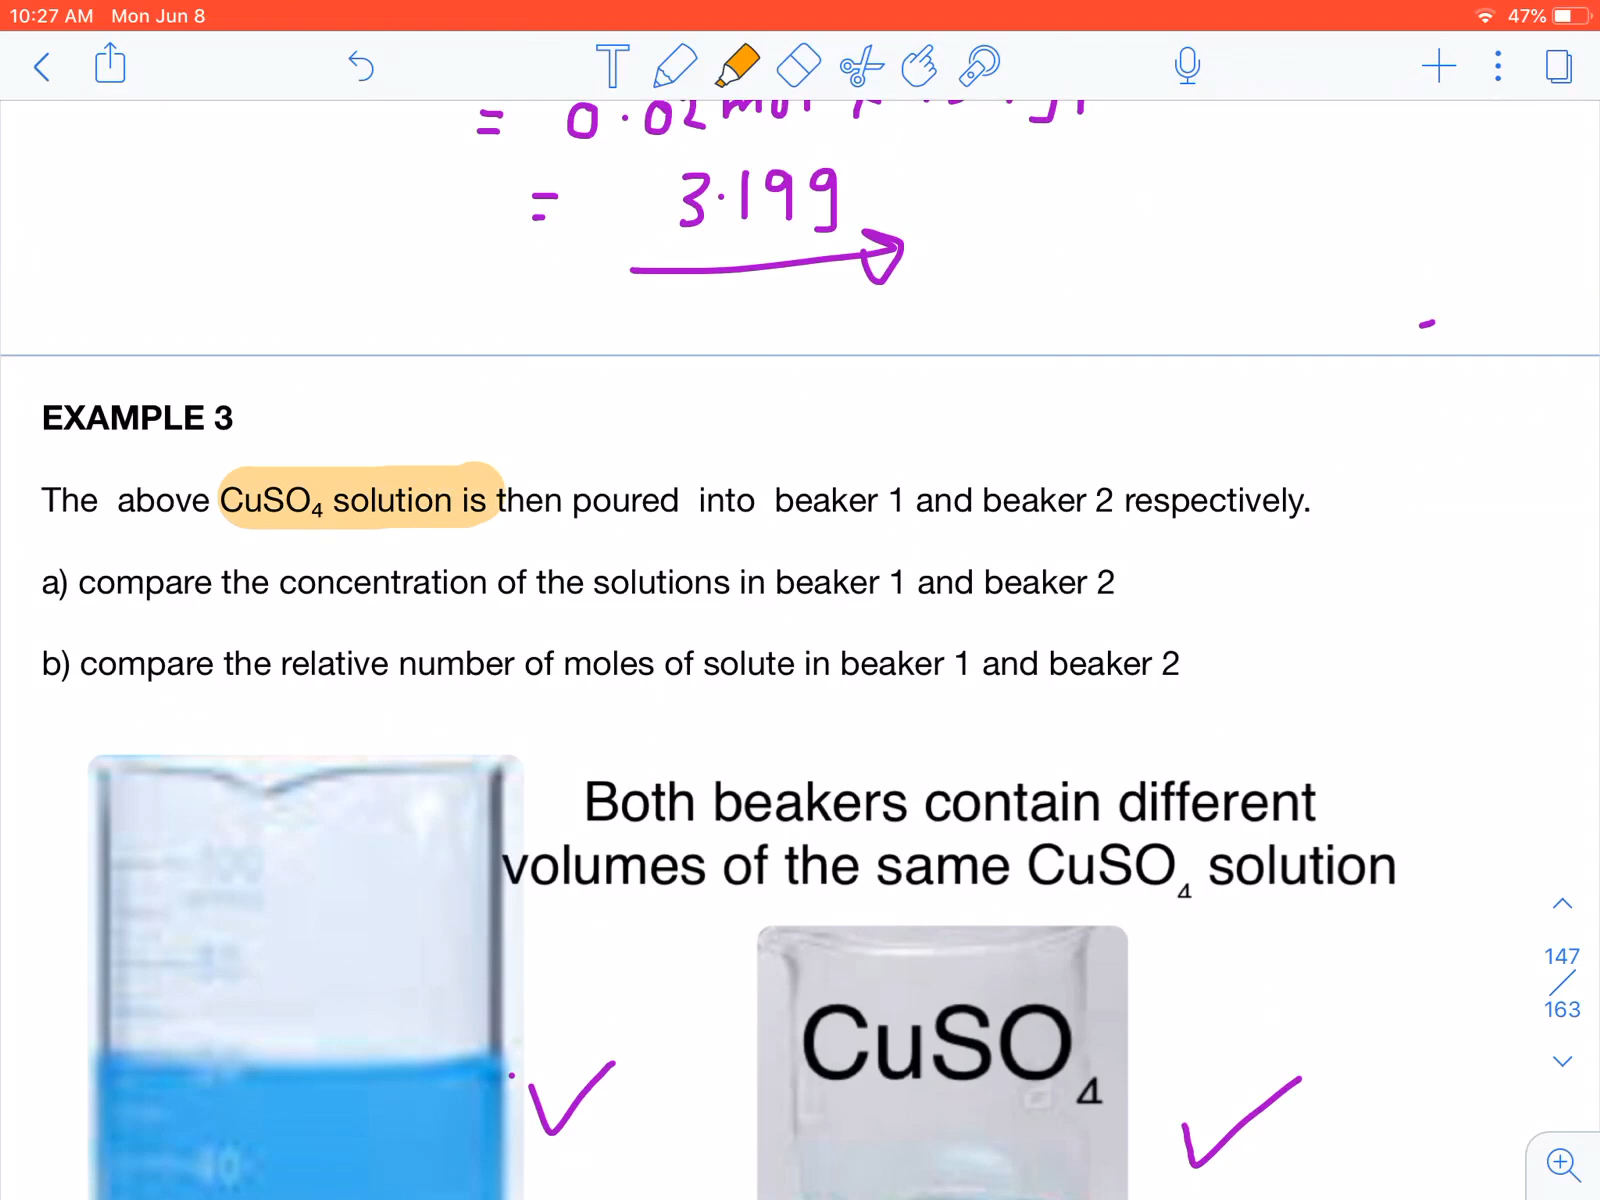 10:27 AM Mon Jun 8 47%
= 0.02 mol ×
= 3.199
EXAMPLE 3
The above CuSO₄ solution is then poured into beaker 1 and beaker 2 respectively.
a) compare the concentration of the solutions in beaker 1 and beaker 2
b) compare the relative number of moles of solute in beaker 1 and beaker 2
Both beakers contain different
volumes of the same CuSO₄ solution
CuSO₄
147
163